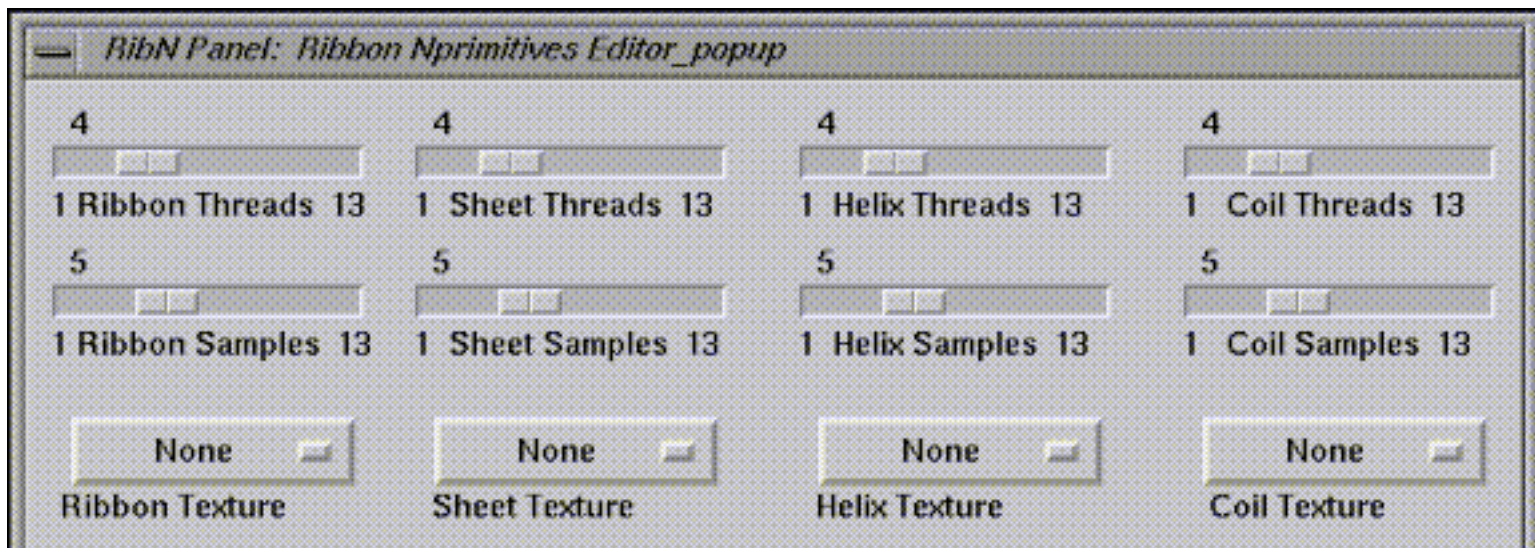 RibN Panel: Ribbon Nprimitives Editor_popup
4 4 4 4
1 Ribbon Threads 13 1 Sheet Threads 13 1 Helix Threads 13 1 Coil Threads 13
5 5 5 5
1 Ribbon Samples 13 1 Sheet Samples 13 1 Helix Samples 13 1 Coil Samples 13
None None None None
Ribbon Texture Sheet Texture Helix Texture Coil Texture